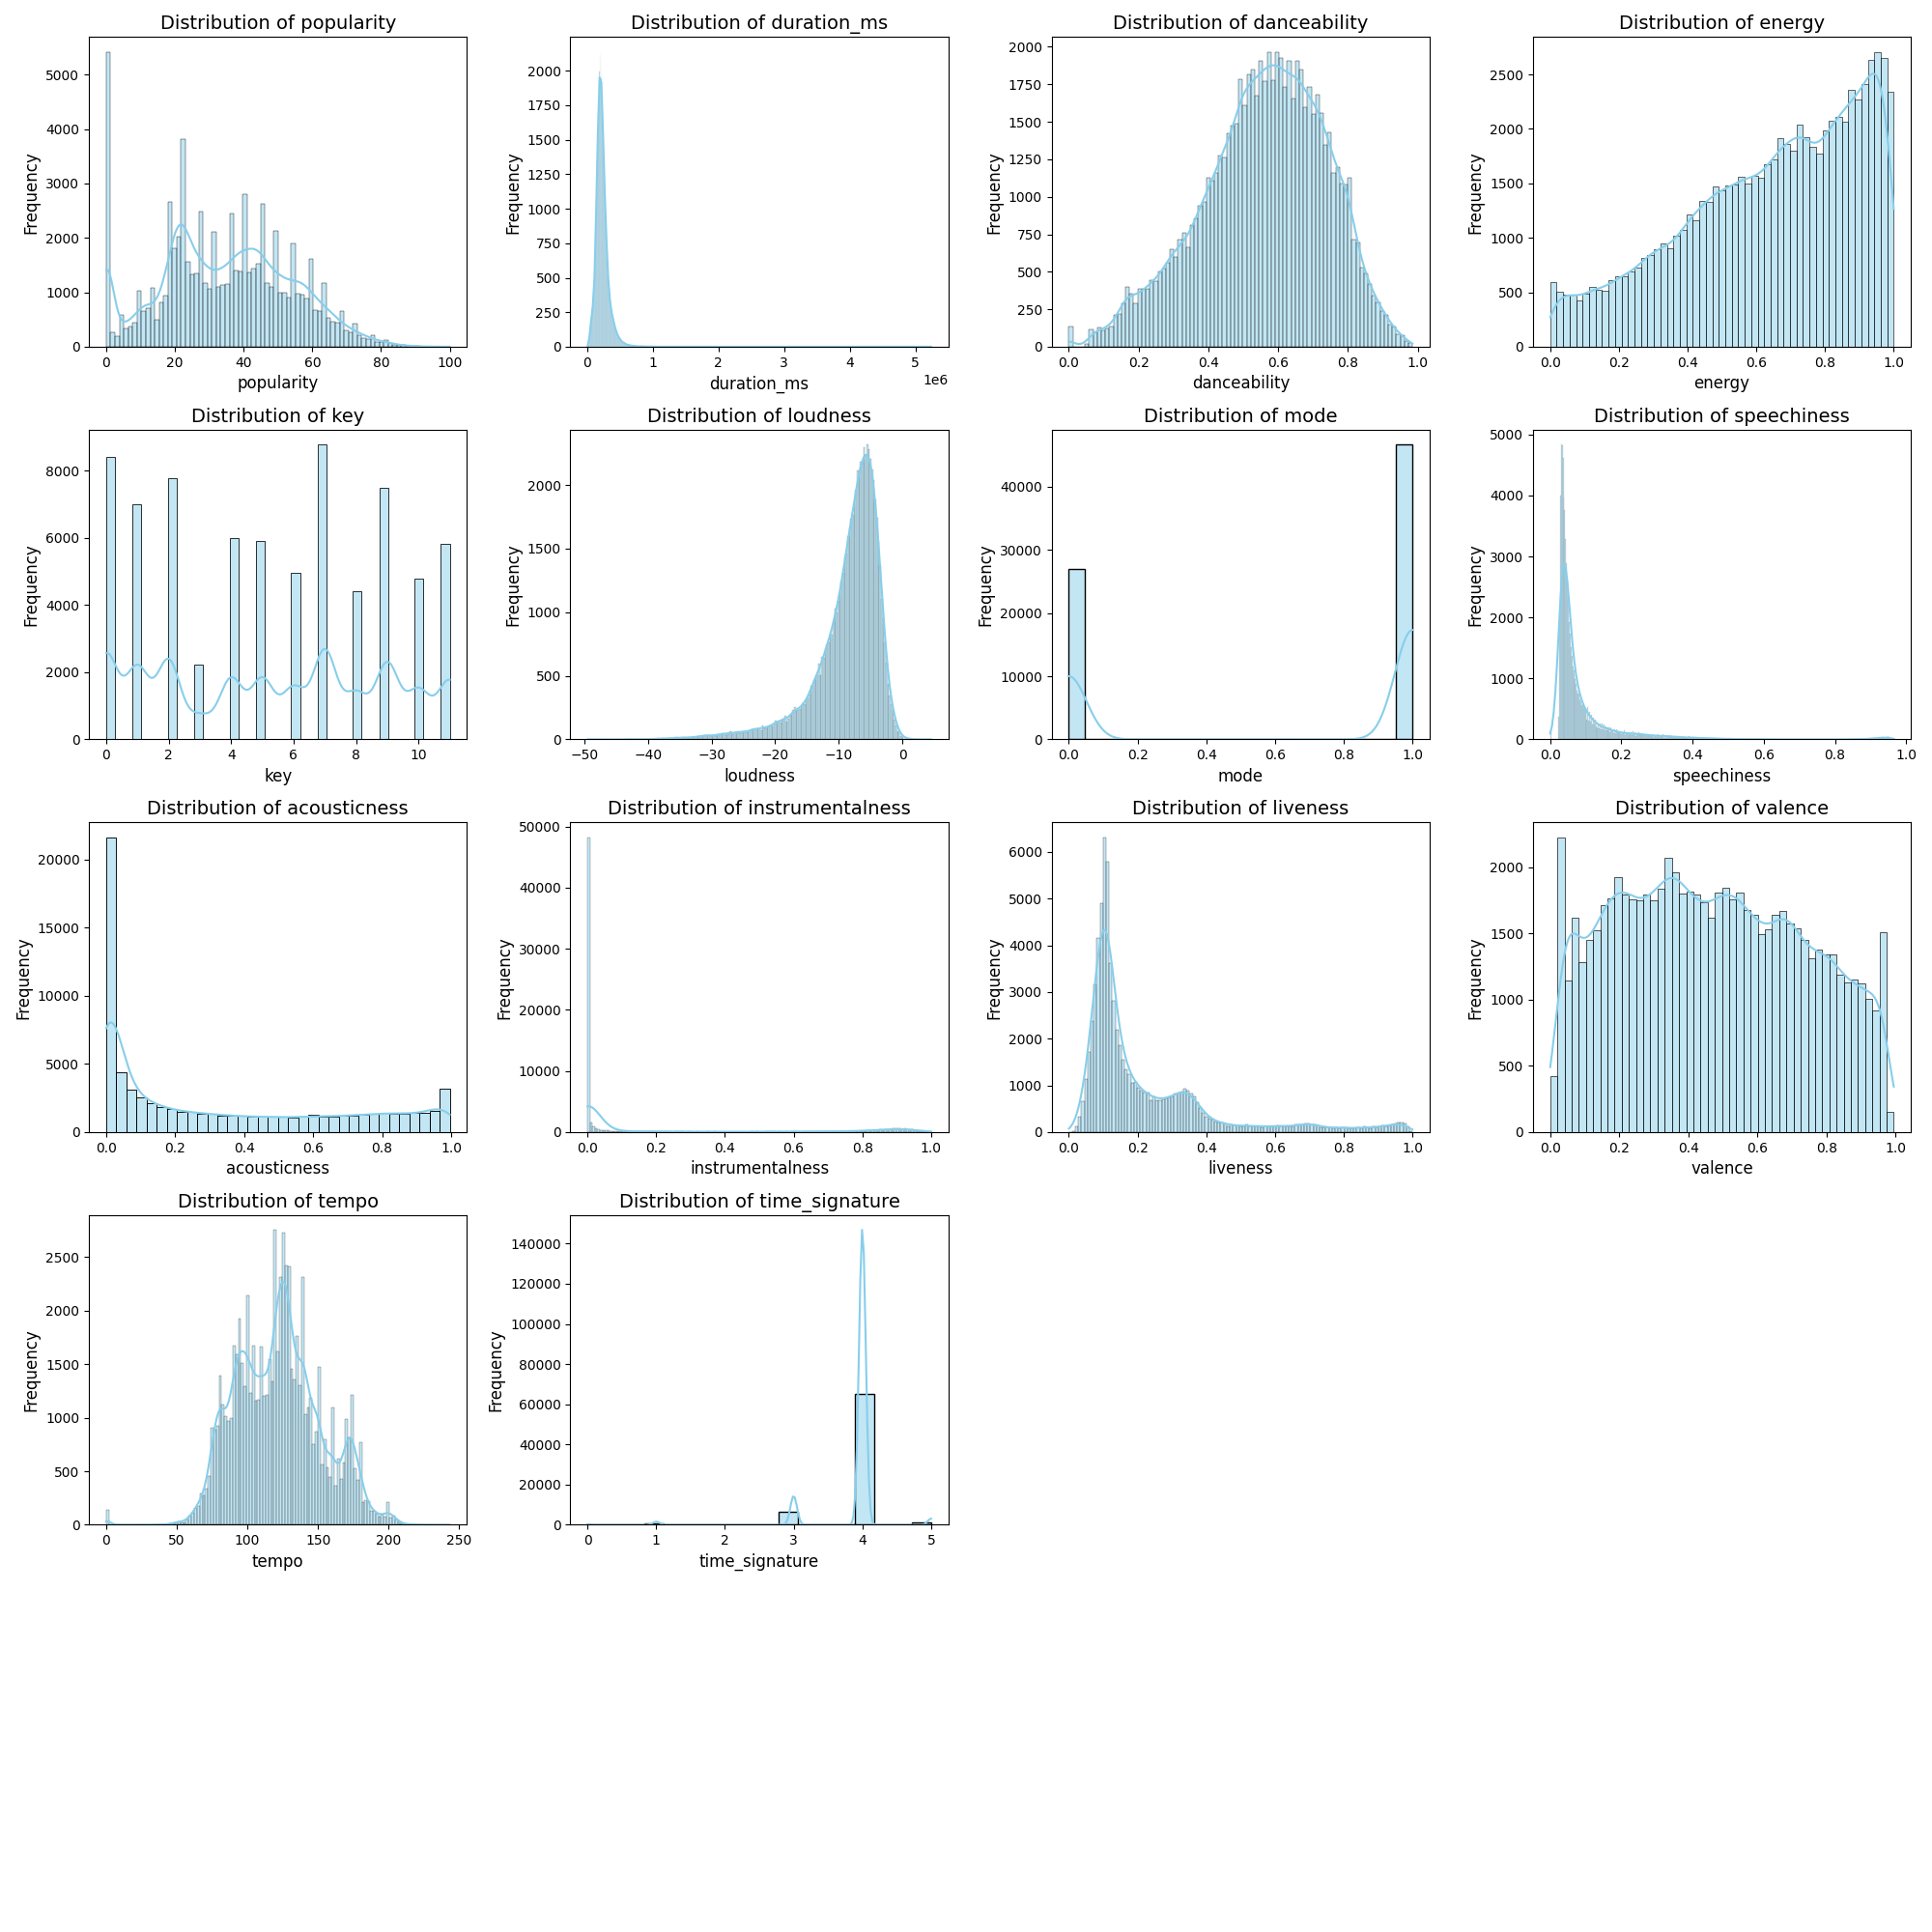 Distribution of popularity
Frequency
5000
4000
3000
2000
1000
0
0 20 40 60 80 100
popularity
Distribution of duration_ms
Frequency
2000
1750
1500
1250
1000
750
500
250
0
0 1 2 3 4 5
1e6
duration_ms
Distribution of danceability
Frequency
2000
1750
1500
1250
1000
750
500
250
0
0.0 0.2 0.4 0.6 0.8 1.0
danceability
Distribution of energy
Frequency
2500
2000
1500
1000
500
0
0.0 0.2 0.4 0.6 0.8 1.0
energy
Distribution of key
Frequency
8000
6000
4000
2000
0
0 2 4 6 8 10
key
Distribution of loudness
Frequency
2000
1500
1000
500
0
−50 −40 −30 −20 −10 0
loudness
Distribution of mode
Frequency
40000
30000
20000
10000
0
0.0 0.2 0.4 0.6 0.8 1.0
mode
Distribution of speechiness
Frequency
5000
4000
3000
2000
1000
0
0.0 0.2 0.4 0.6 0.8 1.0
speechiness
Distribution of acousticness
Frequency
20000
15000
10000
5000
0
0.0 0.2 0.4 0.6 0.8 1.0
acousticness
Distribution of instrumentalness
Frequency
50000
40000
30000
20000
10000
0
0.0 0.2 0.4 0.6 0.8 1.0
instrumentalness
Distribution of liveness
Frequency
6000
5000
4000
3000
2000
1000
0
0.0 0.2 0.4 0.6 0.8 1.0
liveness
Distribution of valence
Frequency
2000
1500
1000
500
0
0.0 0.2 0.4 0.6 0.8 1.0
valence
Distribution of tempo
Frequency
2500
2000
1500
1000
500
0
0 50 100 150 200 250
tempo
Distribution of time_signature
Frequency
140000
120000
100000
80000
60000
40000
20000
0
0 1 2 3 4 5
time_signature